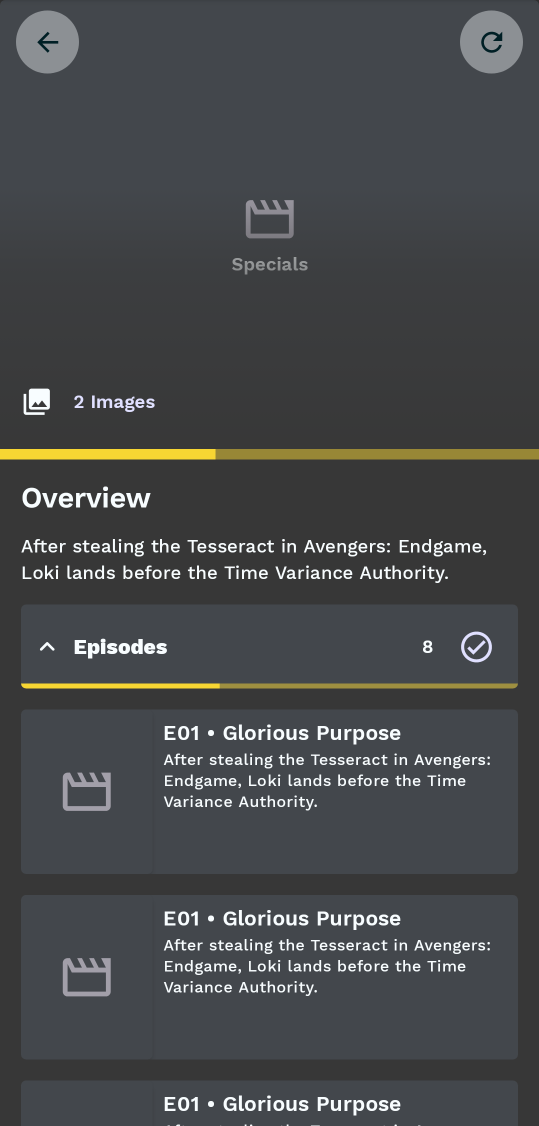 Specials
2 Images
Overview
After stealing the Tesseract in Avengers: Endgame,
Loki lands before the Time Variance Authority.
Episodes 8
E01 • Glorious Purpose
After stealing the Tesseract in Avengers:
Endgame, Loki lands before the Time
Variance Authority.
E01 • Glorious Purpose
After stealing the Tesseract in Avengers:
Endgame, Loki lands before the Time
Variance Authority.
E01 • Glorious Purpose